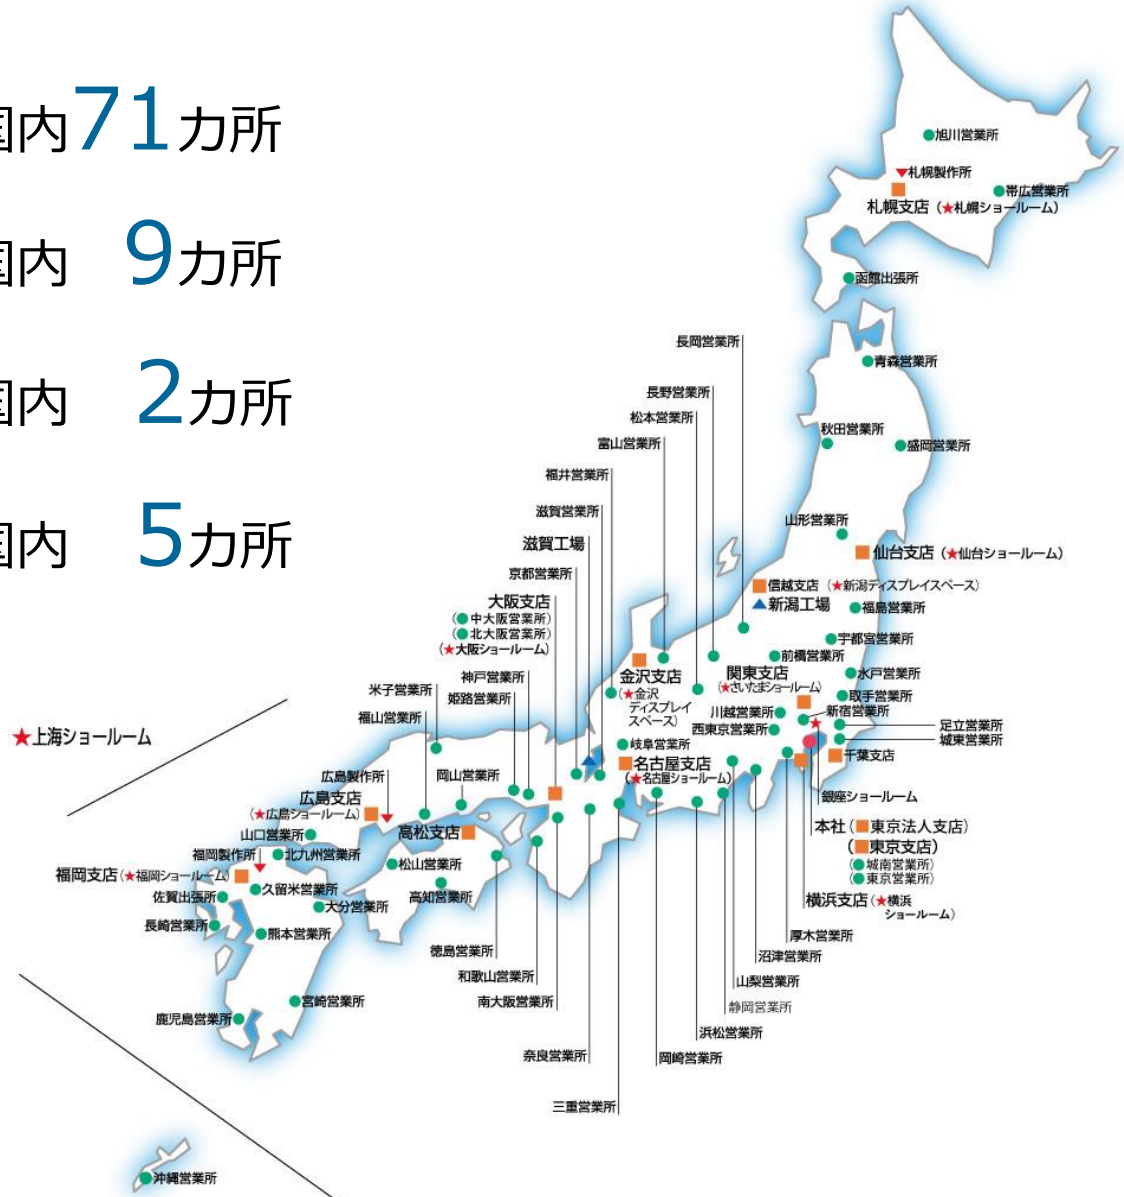 国内71カ所
国内 9カ所
国内 2カ所
国内 5カ所
旭川営業所
札幌製作所
帯広営業所
札幌支店（★札幌ショールーム）
函館出張所
長岡営業所
青森営業所
長野営業所
松本営業所
秋田営業所
富山営業所
盛岡営業所
福井営業所
滋賀営業所
山形営業所
滋賀工場
仙台支店（★仙台ショールーム）
京都営業所
信越支店（★新潟ディスプレイスペース）
大阪支店
新潟工場
福島営業所
（●中大阪営業所）
（●北大阪営業所）
宇都宮営業所
（★大阪ショールーム）
前橋営業所
金沢支店
（★金沢
ディスプレイ
スペース）
関東支店
（★さいたまショールーム）
水戸営業所
神戸営業所
米子営業所
姫路営業所
取手営業所
川越営業所
新宿営業所
福山営業所
西東京営業所
足立営業所
★上海ショールーム
城東営業所
岐阜営業所
千葉支店
名古屋支店
（★名古屋ショールーム）
広島製作所
岡山営業所
広島支店
銀座ショールーム
（★広島ショールーム）
本社（■東京法人支店）
山口営業所
高松支店
（■東京支店）
福岡製作所
北九州営業所
松山営業所
（●城南営業所）
福岡支店（★福岡ショールーム）
（●東京営業所）
久留米営業所
高知営業所
佐賀出張所
横浜支店（★横浜
ショールーム）
大分営業所
長崎営業所
熊本営業所
厚木営業所
徳島営業所
沼津営業所
和歌山営業所
山梨営業所
宮崎営業所
南大阪営業所
静岡営業所
鹿児島営業所
浜松営業所
奈良営業所
岡崎営業所
三重営業所
沖縄営業所